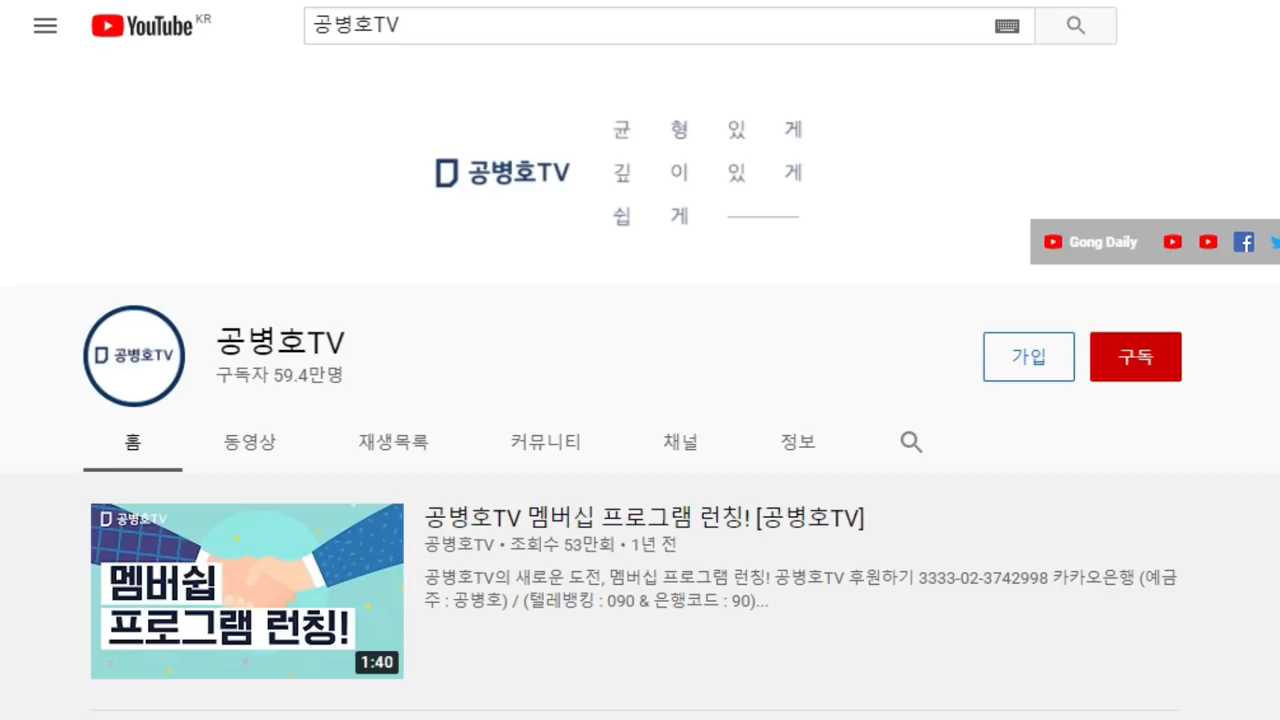 YouTube KR
공병호TV
균 형 있 게
공병호TV
깊 이 있 게
쉽 게
Gong Daily
공병호TV
공병호TV
구독자 59.4만명
가입
구독
홈 동영상 재생목록 커뮤니티 채널 정보
공병호TV
멤버쉽
프로그램 런칭!
1:40
공병호TV 멤버십 프로그램 런칭! [공병호TV]
공병호TV • 조회수 53만회 • 1년 전
공병호TV의 새로운 도전, 멤버십 프로그램 런칭! 공병호TV 후원하기 3333-02-3742998 카카오은행 (예금
주 : 공병호) / (텔레뱅킹 : 090 & 은행코드 : 90)...